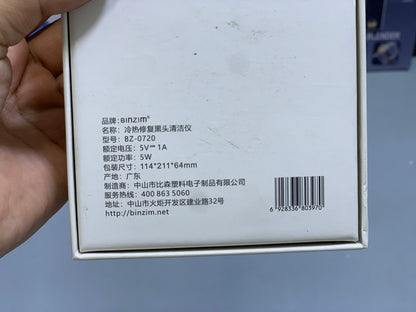 品牌: BINZIM®
名称: 冷热修复黑头清洁仪
型号: BZ-0720
额定电压: 5V⎓1A
额定功率: 5W
包装尺寸: 114*211*64mm
产地: 广东
制造商: 中山市比森塑料电子制品有限公司
服务热线: 400 863 5060
地址: 中山市火炬开发区建业路32号
http://binzim.net
6 928336 803970
BLENDER